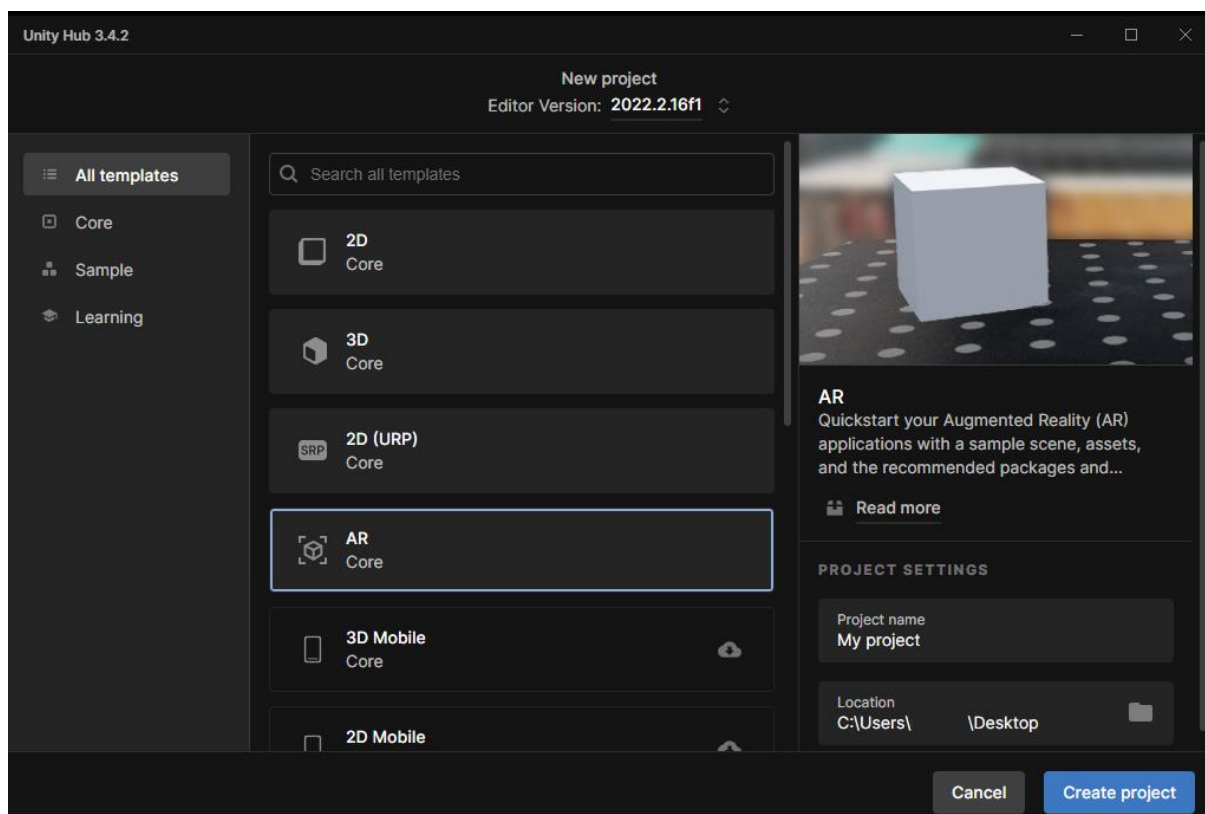 Unity Hub 3.4.2
New project
Editor Version: 2022.2.16f1
All templates
Core
Sample
Learning
Search all templates
2D
Core
3D
Core
SRP
2D (URP)
Core
AR
Core
3D Mobile
Core
2D Mobile
AR
Quickstart your Augmented Reality (AR)
applications with a sample scene, assets,
and the recommended packages and...
Read more
PROJECT SETTINGS
Project name
My project
Location
C:\Users\ \Desktop
Cancel
Create project